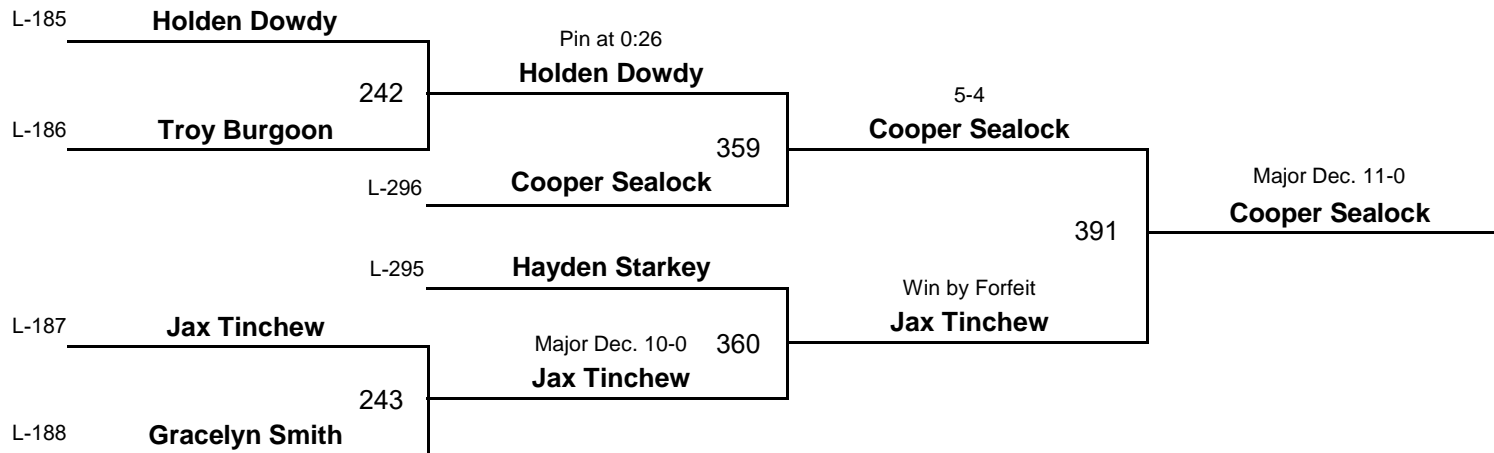 L-185
Holden Dowdy
Pin at 0:26
Holden Dowdy
242
5-4
L-186
Troy Burgoon
Cooper Sealock
359
L-296
Cooper Sealock
Major Dec. 11-0
Cooper Sealock
391
L-295
Hayden Starkey
Win by Forfeit
Jax Tinchew
L-187
Jax Tinchew
Major Dec. 10-0
360
Jax Tinchew
243
L-188
Gracelyn Smith